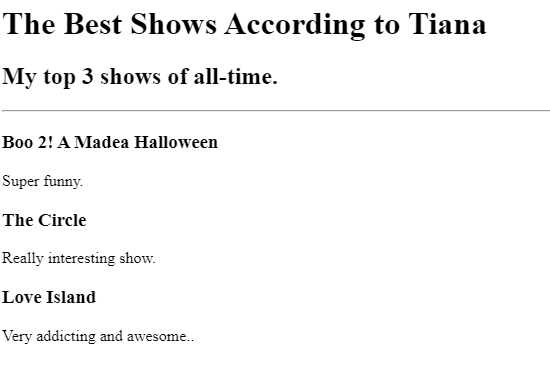 The Best Shows According to Tiana
My top 3 shows of all-time.
Boo 2! A Madea Halloween
Super funny.
The Circle
Really interesting show.
Love Island
Very addicting and awesome..